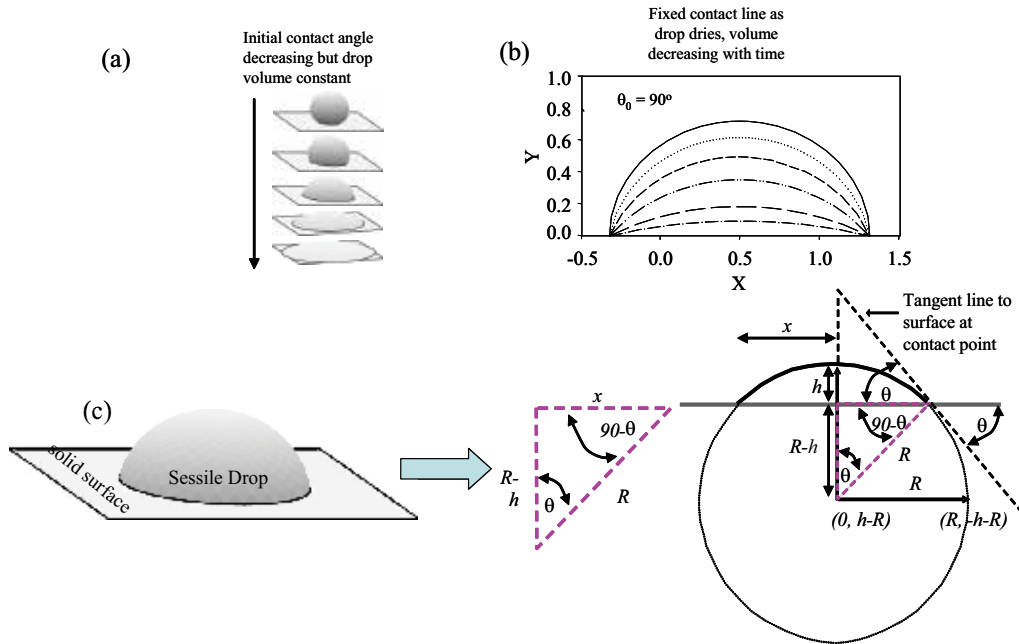 (a)
Initial contact angle
decreasing but drop
volume constant
(b)
Fixed contact line as
drop dries, volume
decreasing with time
θ0 = 90º
Y
1.0
0.8
0.6
0.4
0.2
0.0
-0.5
0.0
0.5
1.0
1.5
X
(c)
solid surface
Sessile Drop
x
90-θ
R-
h
θ
R
x
Tangent line to
surface at
contact point
h
θ
90-θ
θ
R-h
R
θ
R
(0, h-R)
(R, -h-R)